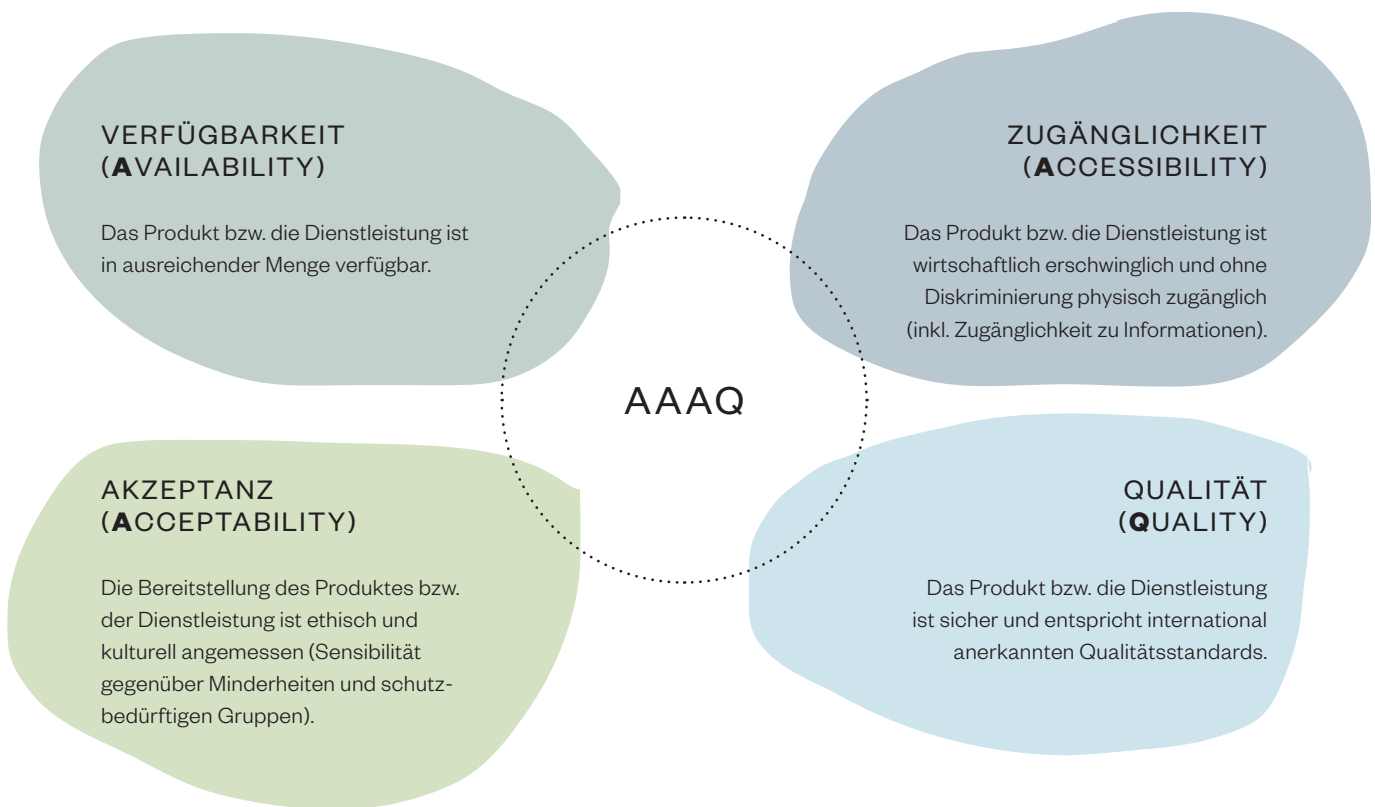 VERFÜGBARKEIT
(AVAILABILITY)
Das Produkt bzw. die Dienstleistung ist
in ausreichender Menge verfügbar.
ZUGÄNGLICHKEIT
(ACCESSIBILITY)
Das Produkt bzw. die Dienstleistung ist
wirtschaftlich erschwinglich und ohne
Diskriminierung physisch zugänglich
(inkl. Zugänglichkeit zu Informationen).
AAAQ
AKZEPTANZ
(ACCEPTABILITY)
Die Bereitstellung des Produktes bzw.
der Dienstleistung ist ethisch und
kulturell angemessen (Sensibilität
gegenüber Minderheiten und schutz-
bedürftigen Gruppen).
QUALITÄT
(QUALITY)
Das Produkt bzw. die Dienstleistung
ist sicher und entspricht international
anerkannten Qualitätsstandards.